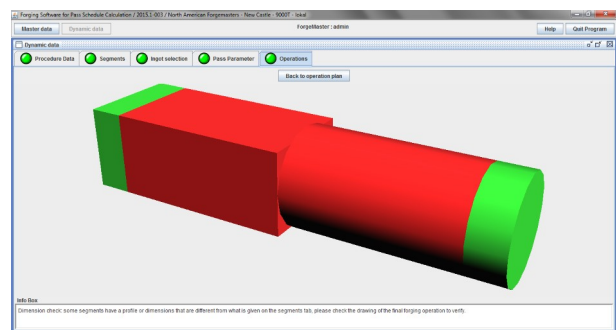 Forging Software for Pass Schedule Calculation / 2015.1-003 / North American Forgemasters - New Castle - 9000T - lokal
Master data
Dynamic data
ForgeMaster : admin
Help
Quit Program
Dynamic data
Procedure Data
Segments
Ingot selection
Pass Parameter
Operations
Back to operation plan
Info Box
Dimension check: some segments have a profile or dimensions that are different from what is given on the segments tab, please check the drawing of the final forging operation to verify.